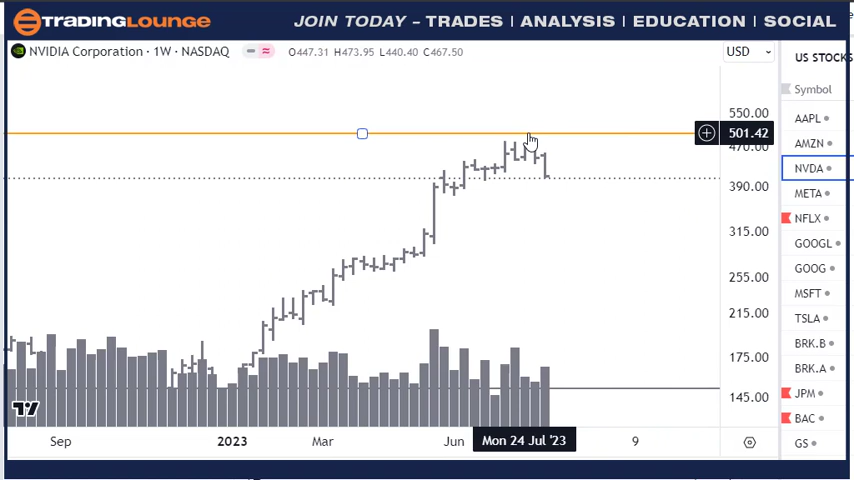 TRADINGLOUNGE
JOIN TODAY - TRADES | ANALYSIS | EDUCATION | SOCIAL
NVIDIA Corporation · 1W · NASDAQ
O447.31 H473.95 L440.40 C467.50
USD
US STOCKS
Symbol
550.00
AAPL
501.42
470.00
AMZN
NVDA
390.00
META
NFLX
315.00
GOOGL
255.00
GOOG
MSFT
215.00
TSLA
BRK.B
175.00
BRK.A
145.00
JPM
BAC
Sep
2023
Mar
Jun
Mon 24 Jul '23
9
GS